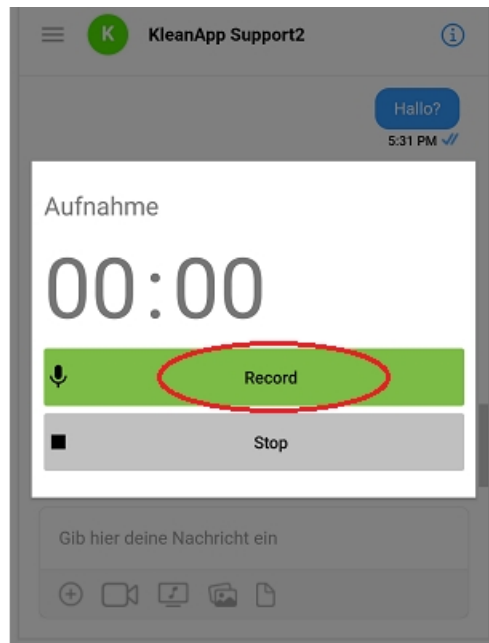 K KleanApp Support2
Hallo?
5:31 PM
Aufnahme
00:00
Record
Stop
Gib hier deine Nachricht ein